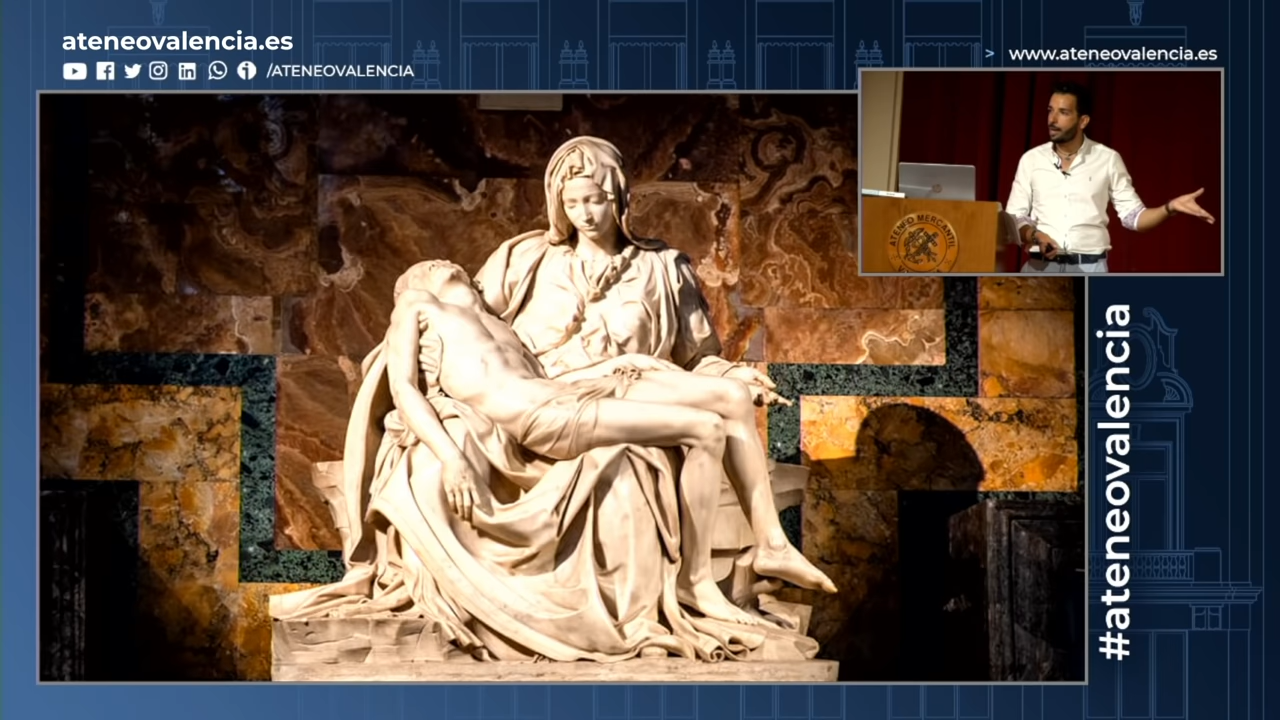 ateneovalencia.es
/ATENEOVALENCIA
> www.ateneovalencia.es
ATENEO MERCANTIL
#ateneovalencia